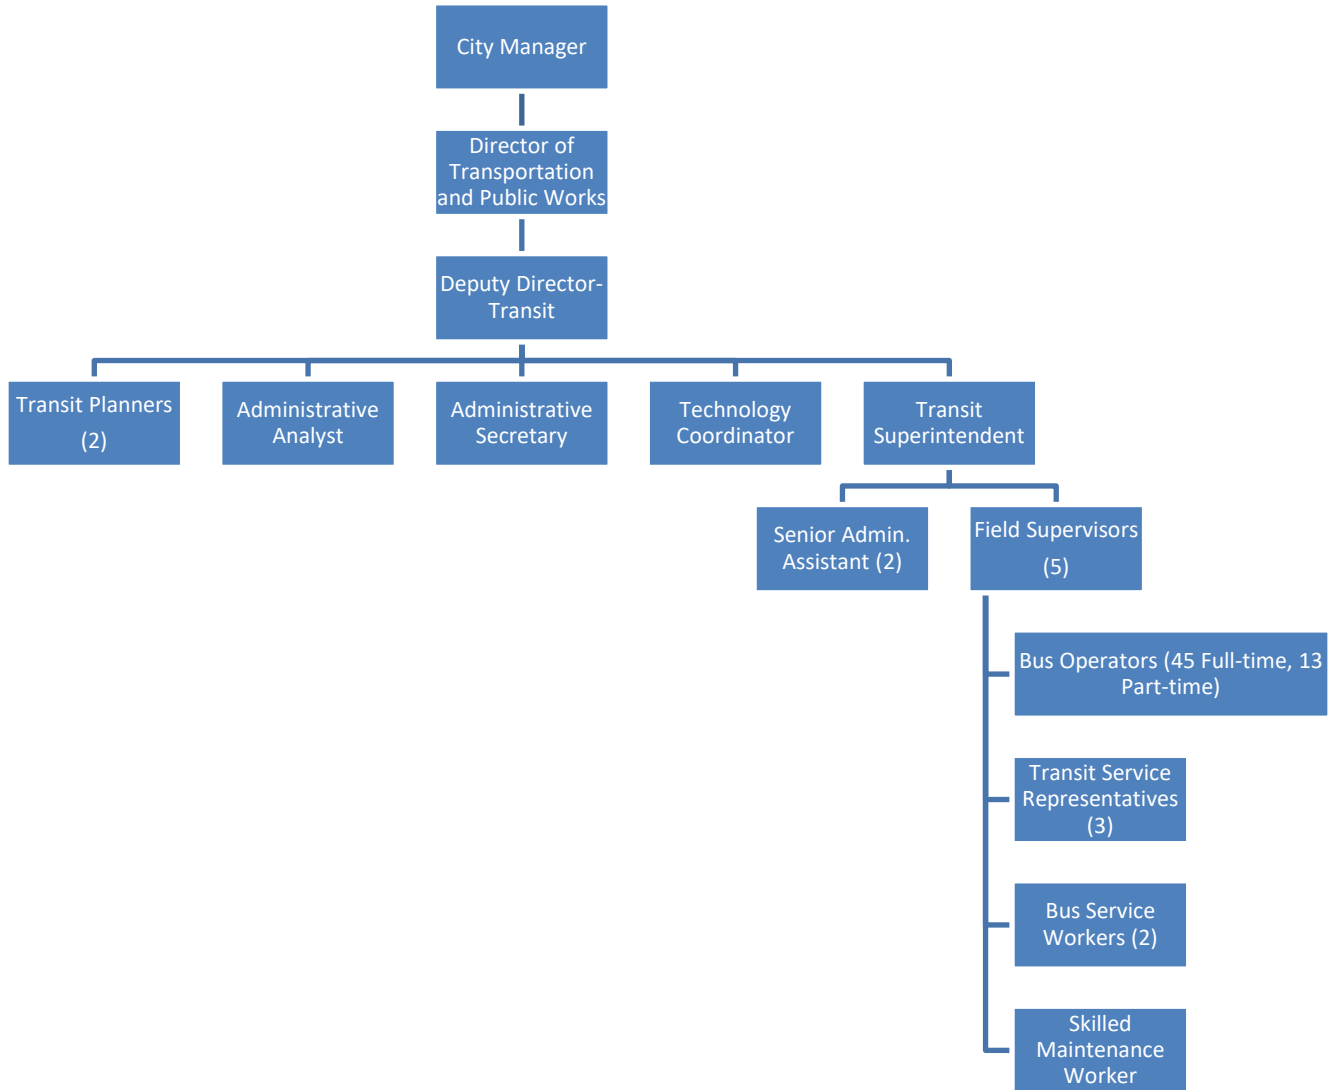 City Manager
Director of
Transportation
and Public Works
Deputy Director-
Transit
Transit Planners
(2)
Administrative
Analyst
Administrative
Secretary
Technology
Coordinator
Transit
Superintendent
Senior Admin.
Assistant (2)
Field Supervisors
(5)
Bus Operators (45 Full-time, 13
Part-time)
Transit Service
Representatives
(3)
Bus Service
Workers (2)
Skilled
Maintenance
Worker